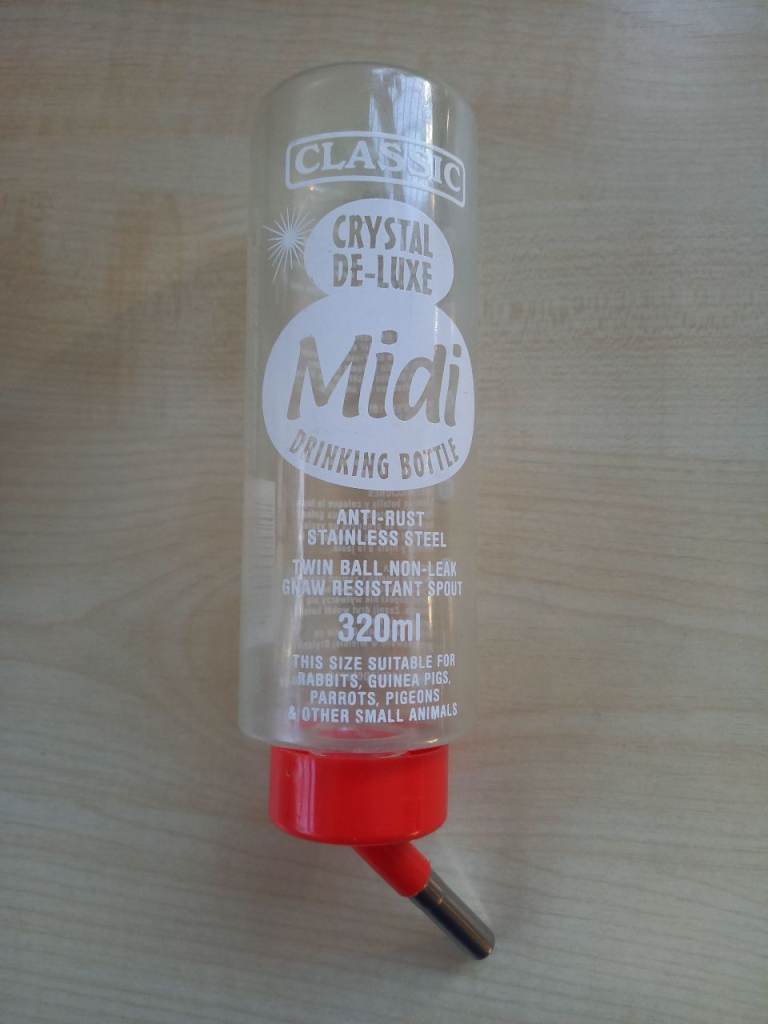 CLASSIC
CRYSTAL
DE-LUXE
Midi
DRINKING BOTTLE
ANTI-RUST
STAINLESS STEEL
TWIN BALL NON-LEAK
GNAW RESISTANT SPOUT
320ml
THIS SIZE SUITABLE FOR
RABBITS, GUINEA PIGS,
PARROTS, PIGEONS
& OTHER SMALL ANIMALS